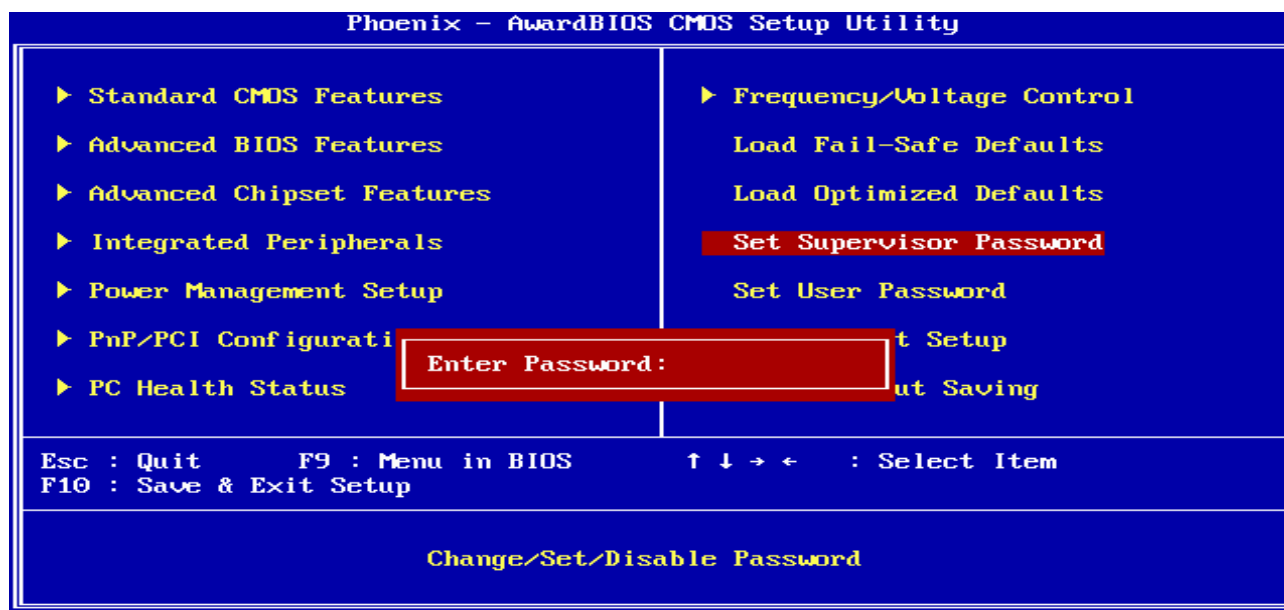 Phoenix - AwardBIOS CMOS Setup Utility
Standard CMOS Features
Advanced BIOS Features
Advanced Chipset Features
Integrated Peripherals
Power Management Setup
PnP/PCI Configurati
PC Health Status
Frequency/Voltage Control
Load Fail-Safe Defaults
Load Optimized Defaults
Set Supervisor Password
Set User Password
t Setup
ut Saving
Enter Password:
Esc : Quit F9 : Menu in BIOS ↑ ↓ → ← : Select Item
F10 : Save & Exit Setup
Change/Set/Disable Password